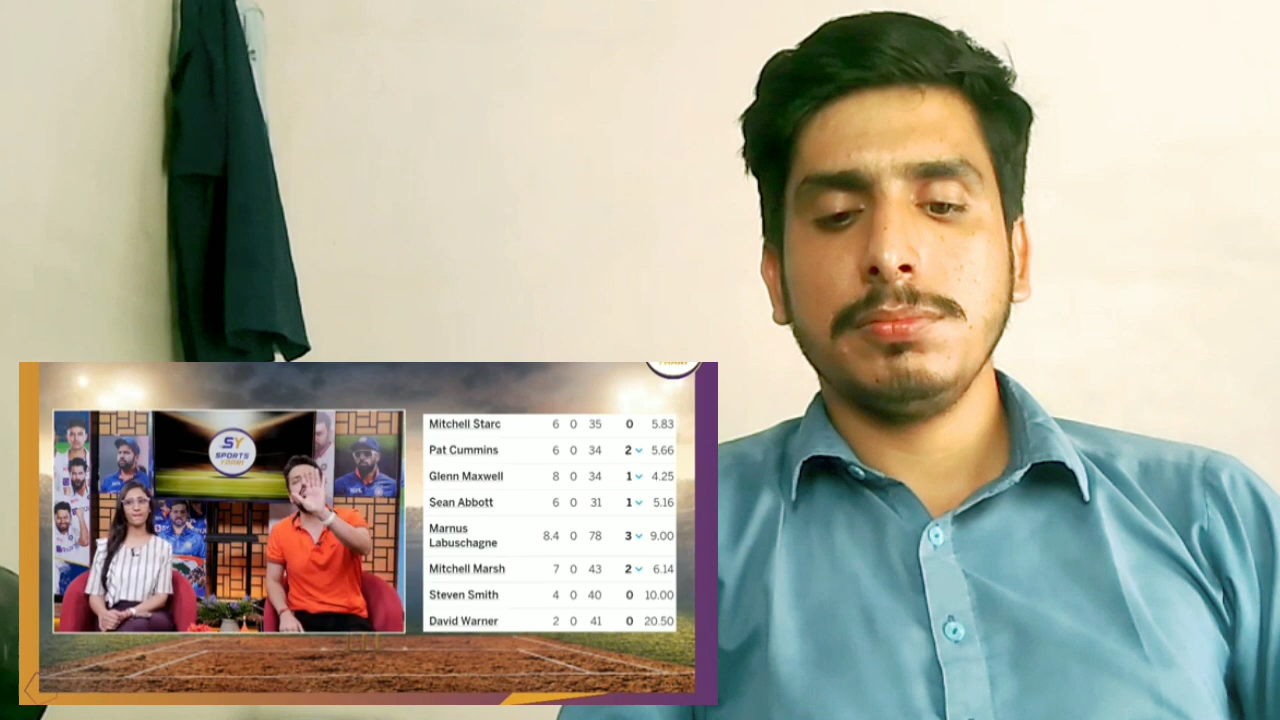 SY
SPORTS
YAARI
Mitchell Starc 6 0 35 0 5.83
Pat Cummins 6 0 34 2 5.66
Glenn Maxwell 8 0 34 1 4.25
Sean Abbott 6 0 31 1 5.16
Marnus
Labuschagne 8.4 0 78 3 9.00
Mitchell Marsh 7 0 43 2 6.14
Steven Smith 4 0 40 0 10.00
David Warner 2 0 41 0 20.50